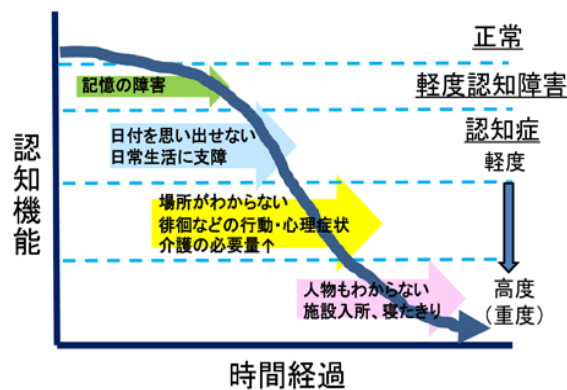 正常
記憶の障害
軽度認知障害
日付を思い出せない
日常生活に支障
認知症
軽度
場所がわからない
徘徊などの行動・心理症状
介護の必要量↑
人物もわからない
施設入所、寝たきり
高度
（重度）
認知機能
時間経過